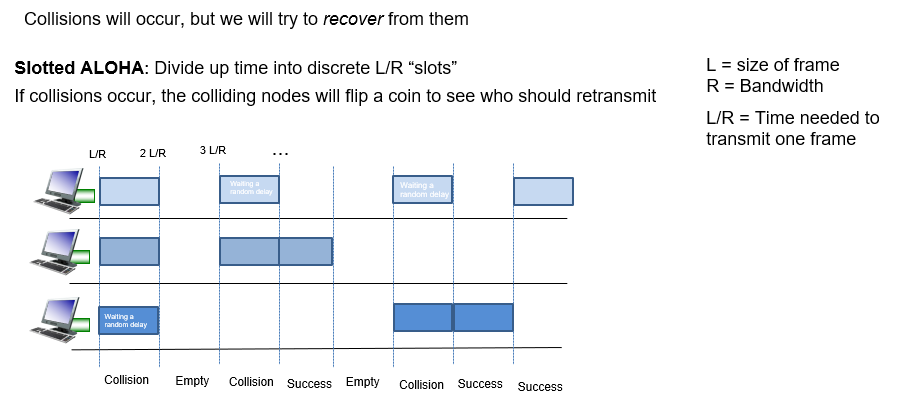 Collisions will occur, but we will try to recover from them
Slotted ALOHA: Divide up time into discrete L/R “slots”
If collisions occur, the colliding nodes will flip a coin to see who should retransmit
L = size of frame
R = Bandwidth
L/R = Time needed to
transmit one frame
L/R 2 L/R 3 L/R ...
Waiting a
random delay
Waiting a
random delay
Waiting a
random delay
Collision Empty Collision Success Empty Collision Success Success